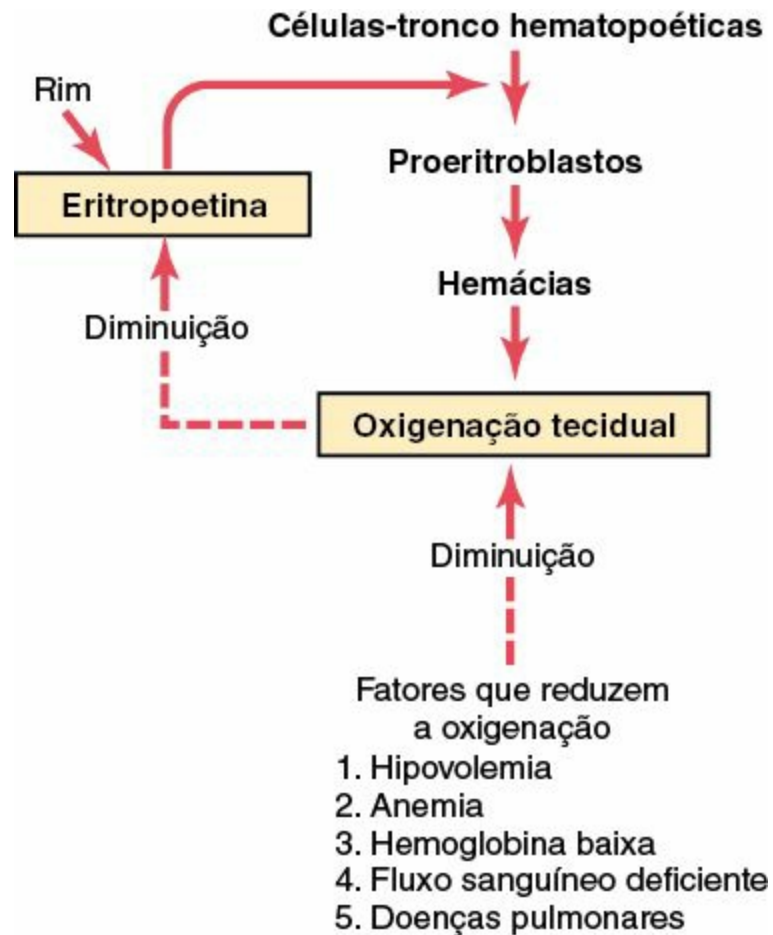 Células-tronco hematopoéticas
Rim
Proeritroblastos
Eritropoetina
Hemácias
Diminuição
Oxigenação tecidual
Diminuição
Fatores que reduzem
a oxigenação
1. Hipovolemia
2. Anemia
3. Hemoglobina baixa
4. Fluxo sanguíneo deficiente
5. Doenças pulmonares